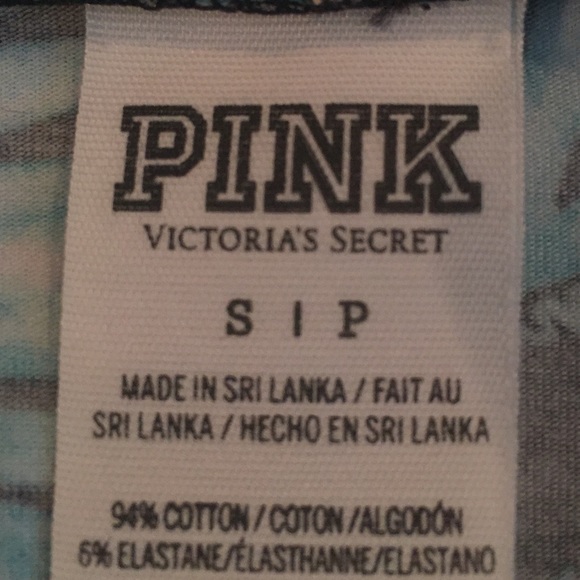 PINK
VICTORIA'S SECRET
S | P
MADE IN SRI LANKA / FAIT AU
SRI LANKA / HECHO EN SRI LANKA
94% COTTON / COTON / ALGODÓN
6% ELASTANE/ÉLASTHANNE/ELASTANO